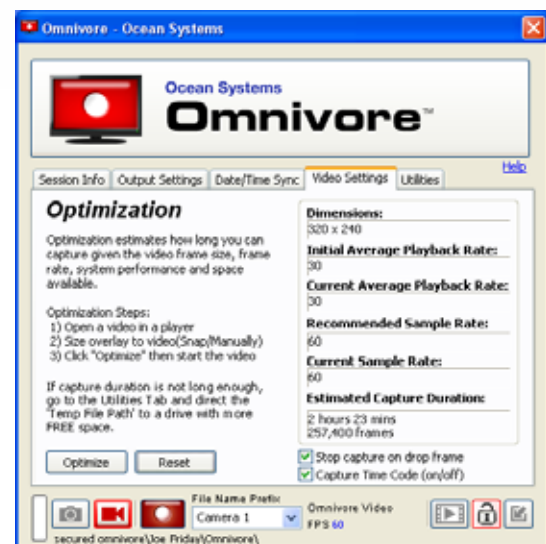 Omnivore - Ocean Systems
Ocean Systems
Omnivore™
Help
Session Info
Output Settings
Date/Time Sync
Video Settings
Utilities
Optimization
Optimization estimates how long you can
capture given the video frame size, frame
rate, system performance and space
available.
Optimization Steps:
1) Open a video in a player
2) Size overlay to video(Snap/Manually)
3) Click "Optimize" then start the video
If capture duration is not long enough,
go to the Utilities Tab and direct the
'Temp File Path' to a drive with more
FREE space.
Optimize
Reset
Dimensions:
320 x 240
Initial Average Playback Rate:
30
Current Average Playback Rate:
30
Recommended Sample Rate:
60
Current Sample Rate:
60
Estimated Capture Duration:
2 hours 23 mins
257,400 frames
Stop capture on drop frame
Capture Time Code (on/off)
File Name Prefix
Camera 1
Omnivore Video
FPS 60
secured omnivore\Joe Friday\Omnivore\